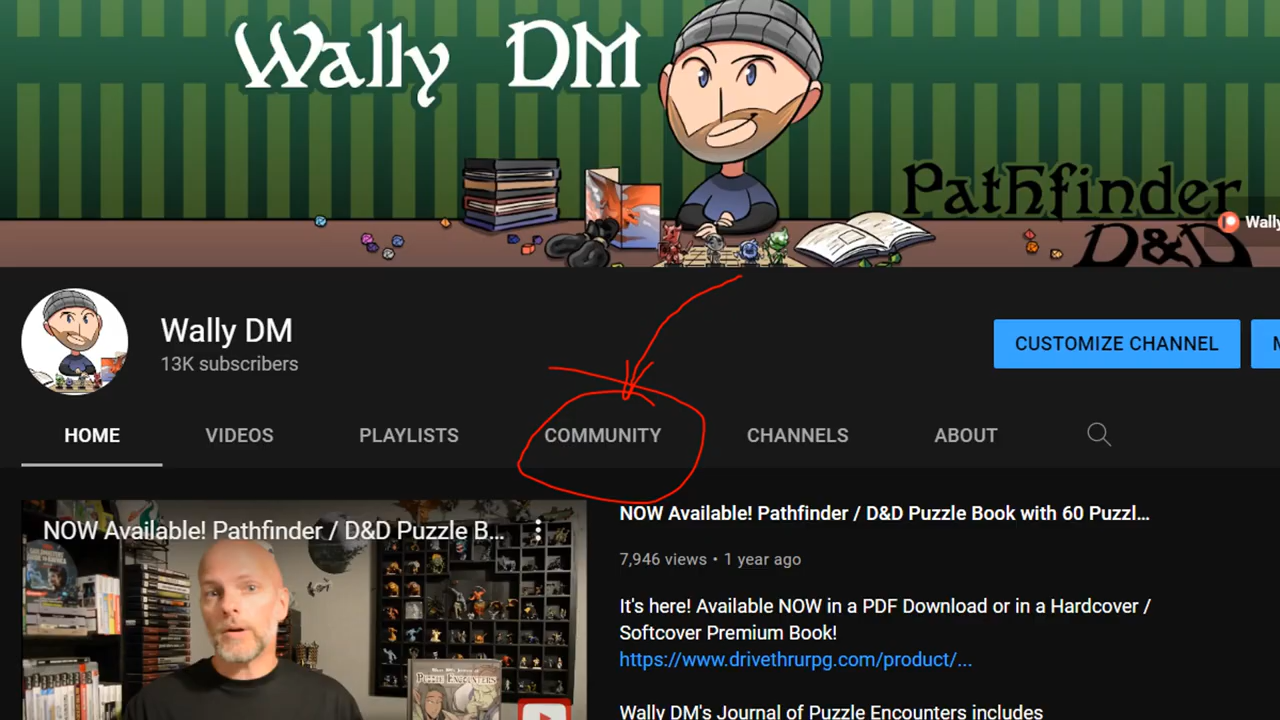 Wally DM
Pathfinder
D&D
Wally
Wally DM
13K subscribers
CUSTOMIZE CHANNEL
HOME
VIDEOS
PLAYLISTS
COMMUNITY
CHANNELS
ABOUT
NOW Available! Pathfinder / D&D Puzzle B...
PUZZLE ENCOUNTERS
NOW Available! Pathfinder / D&D Puzzle Book with 60 Puzzl...
7,946 views • 1 year ago
It's here! Available NOW in a PDF Download or in a Hardcover /
Softcover Premium Book!
https://www.drivethrurpg.com/product/...
Wally DM's Journal of Puzzle Encounters includes